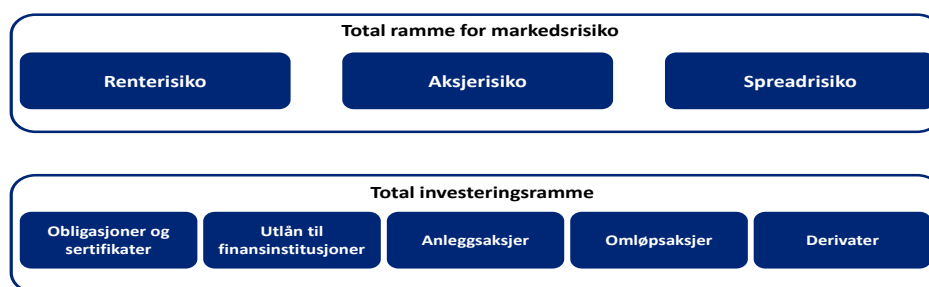 Total ramme for markedsrisiko
Renterisiko
Aksjerisiko
Spreadrisiko
Total investeringsramme
Obligasjoner og
sertifikater
Utlån til
finansinstitusjoner
Anleggsaksjer
Omløpsaksjer
Derivater